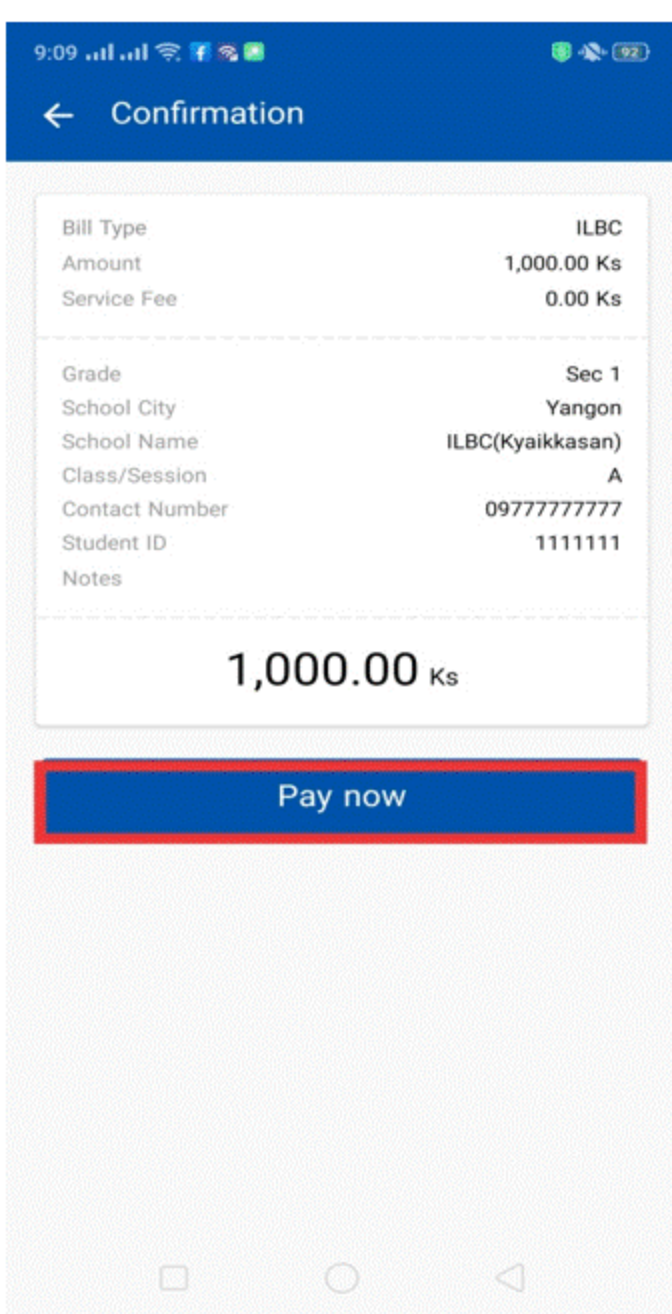 9:09
92
Confirmation
Bill Type ILBC
Amount 1,000.00 Ks
Service Fee 0.00 Ks
Grade Sec 1
School City Yangon
School Name ILBC(Kyaikkasan)
Class/Session A
Contact Number 09777777777
Student ID 1111111
Notes
1,000.00 Ks
Pay now